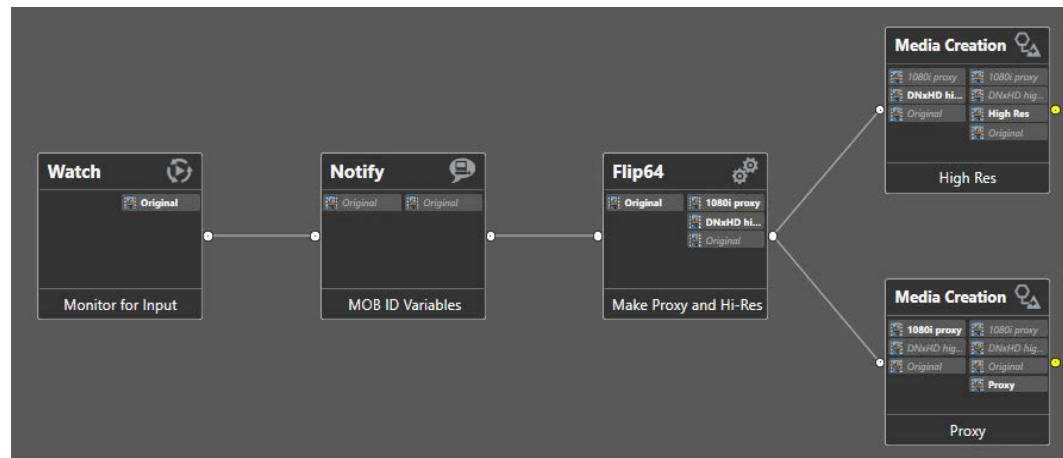 Watch
Original
Monitor for Input
Notify
Original Original
MOB ID Variables
Flip64
Original 1080i proxy
DNxHD hi...
Original
Make Proxy and Hi-Res
Media Creation
1080i proxy 1080i proxy
DNxHD hi... DNxHD hig...
Original High Res
Original
High Res
Media Creation
1080i proxy 1080i proxy
DNxHD hig... DNxHD hig...
Original Original
Proxy
Proxy